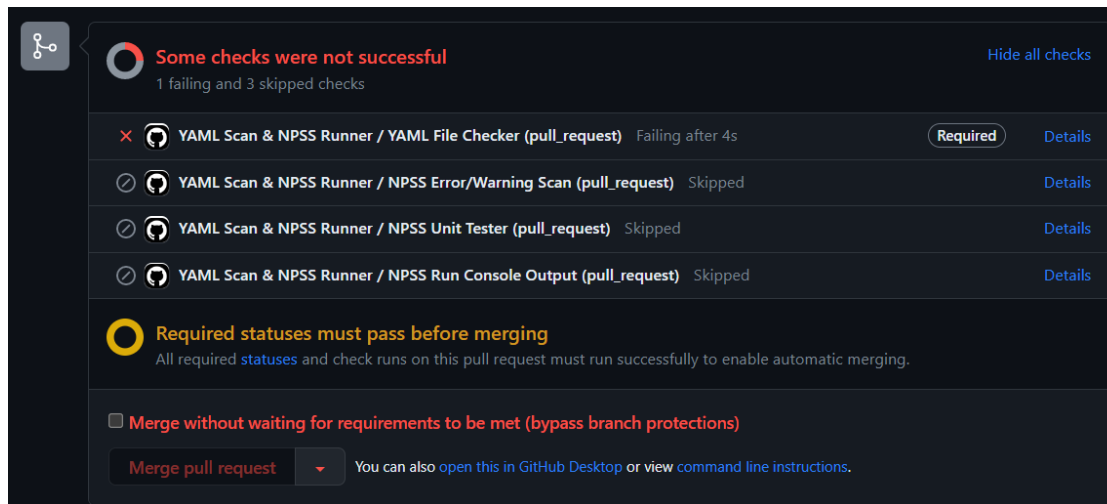 Some checks were not successful
Hide all checks
1 failing and 3 skipped checks
YAML Scan & NPSS Runner / YAML File Checker (pull_request) Failing after 4s Required Details
YAML Scan & NPSS Runner / NPSS Error/Warning Scan (pull_request) Skipped Details
YAML Scan & NPSS Runner / NPSS Unit Tester (pull_request) Skipped Details
YAML Scan & NPSS Runner / NPSS Run Console Output (pull_request) Skipped Details
Required statuses must pass before merging
All required statuses and check runs on this pull request must run successfully to enable automatic merging.
Merge without waiting for requirements to be met (bypass branch protections)
Merge pull request You can also open this in GitHub Desktop or view command line instructions.